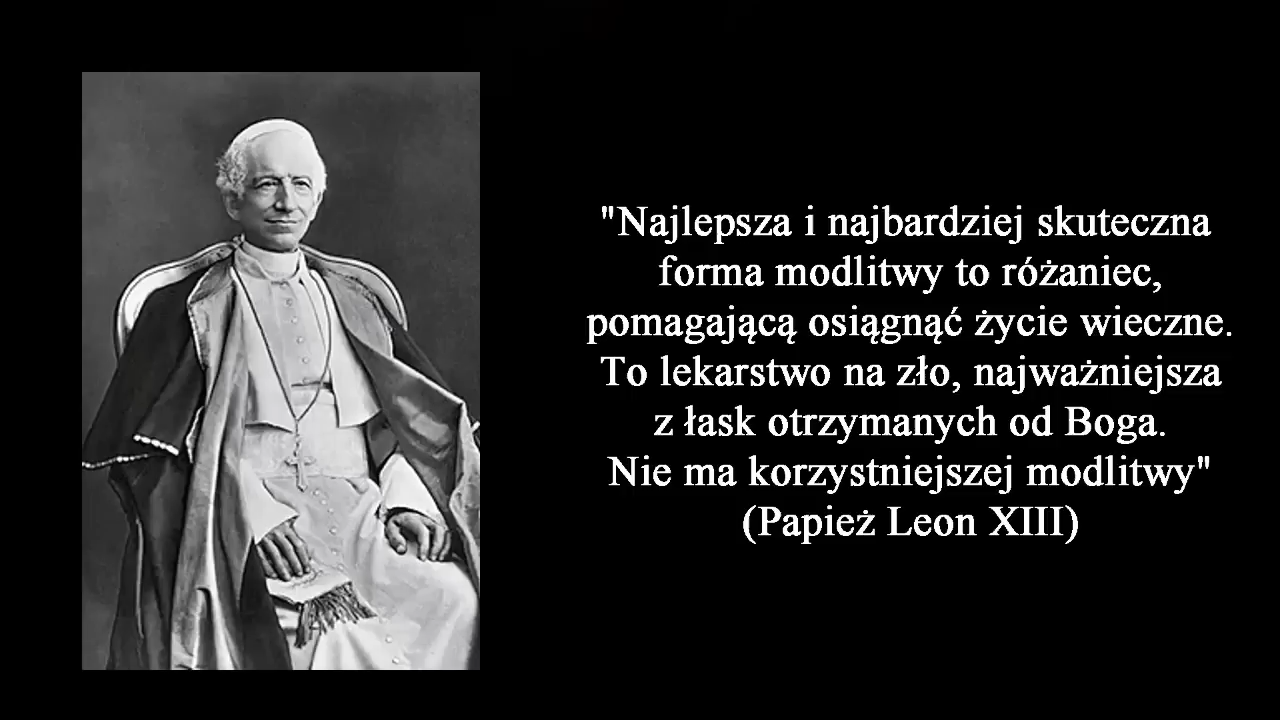 "Najlepsza i najbardziej skuteczna
forma modlitwy to różaniec,
pomagającą osiągnąć życie wieczne.
To lekarstwo na zło, najważniejsza
z łask otrzymanych od Boga.
Nie ma korzystniejszej modlitwy"
(Papież Leon XIII)